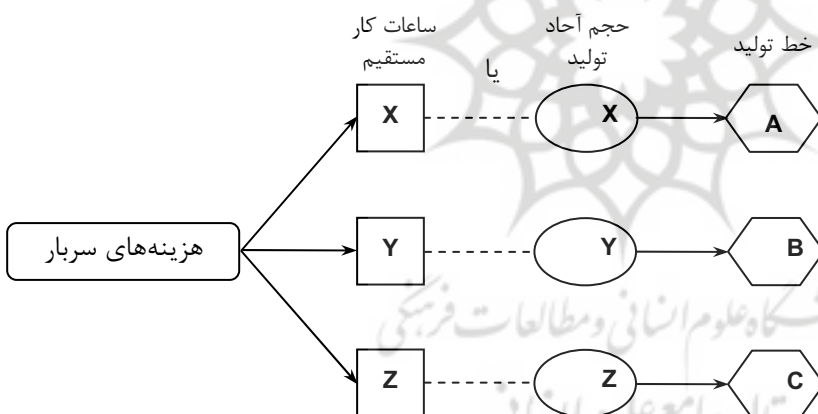 ساعات کار
مستقیم
یا
حجم آحاد
تولید
خط تولید
X
X
A
هزینه‌های سربار
Y
Y
B
Z
Z
C